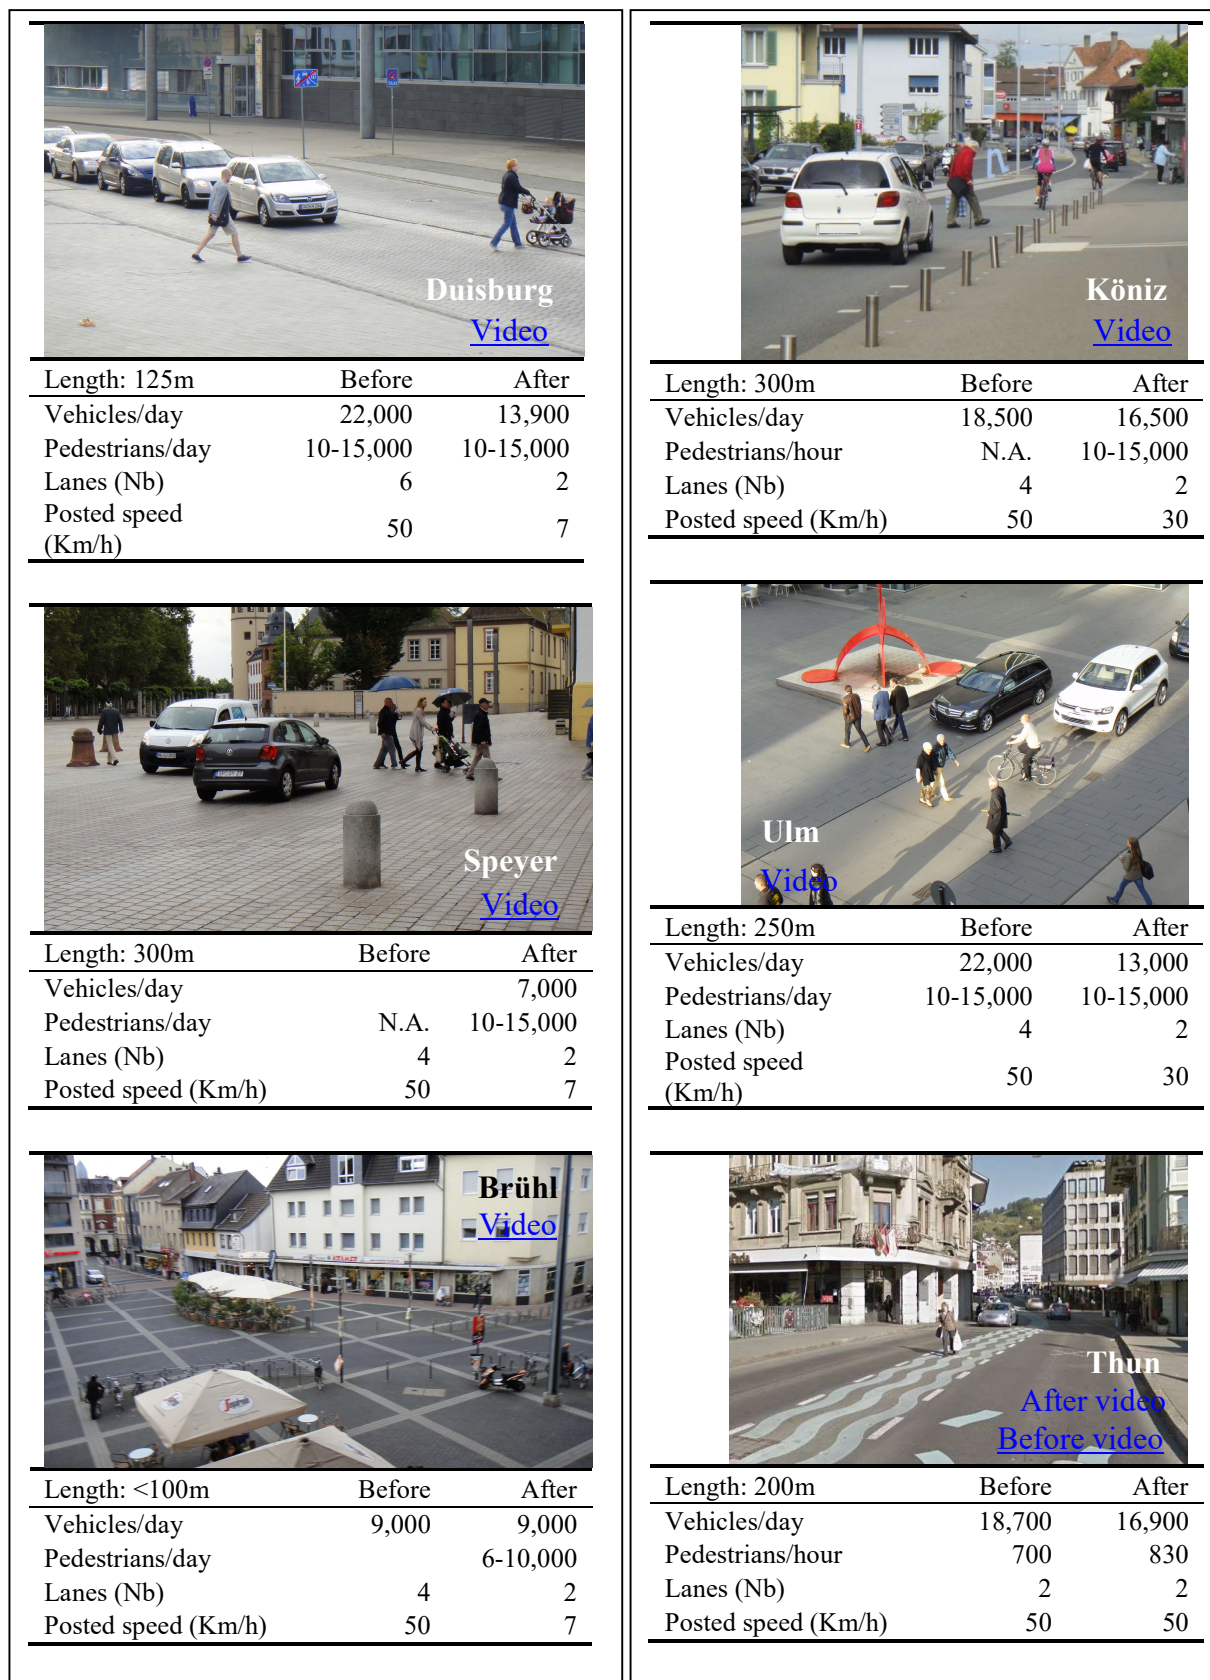 Duisburg
Video
Length: 125m Before After
Vehicles/day 22,000 13,900
Pedestrians/day 10-15,000 10-15,000
Lanes (Nb) 6 2
Posted speed
(Km/h) 50 7
Speyer
Video
Length: 300m Before After
Vehicles/day 7,000
Pedestrians/day N.A. 10-15,000
Lanes (Nb) 4 2
Posted speed (Km/h) 50 7
Brühl
Video
Length: <100m Before After
Vehicles/day 9,000 9,000
Pedestrians/day 6-10,000
Lanes (Nb) 4 2
Posted speed (Km/h) 50 7
Köniz
Video
Length: 300m Before After
Vehicles/day 18,500 16,500
Pedestrians/hour N.A. 10-15,000
Lanes (Nb) 4 2
Posted speed (Km/h) 50 30
Ulm
Video
Length: 250m Before After
Vehicles/day 22,000 13,000
Pedestrians/day 10-15,000 10-15,000
Lanes (Nb) 4 2
Posted speed
(Km/h) 50 30
Thun
After video
Before video
Length: 200m Before After
Vehicles/day 18,700 16,900
Pedestrians/hour 700 830
Lanes (Nb) 2 2
Posted speed (Km/h) 50 50